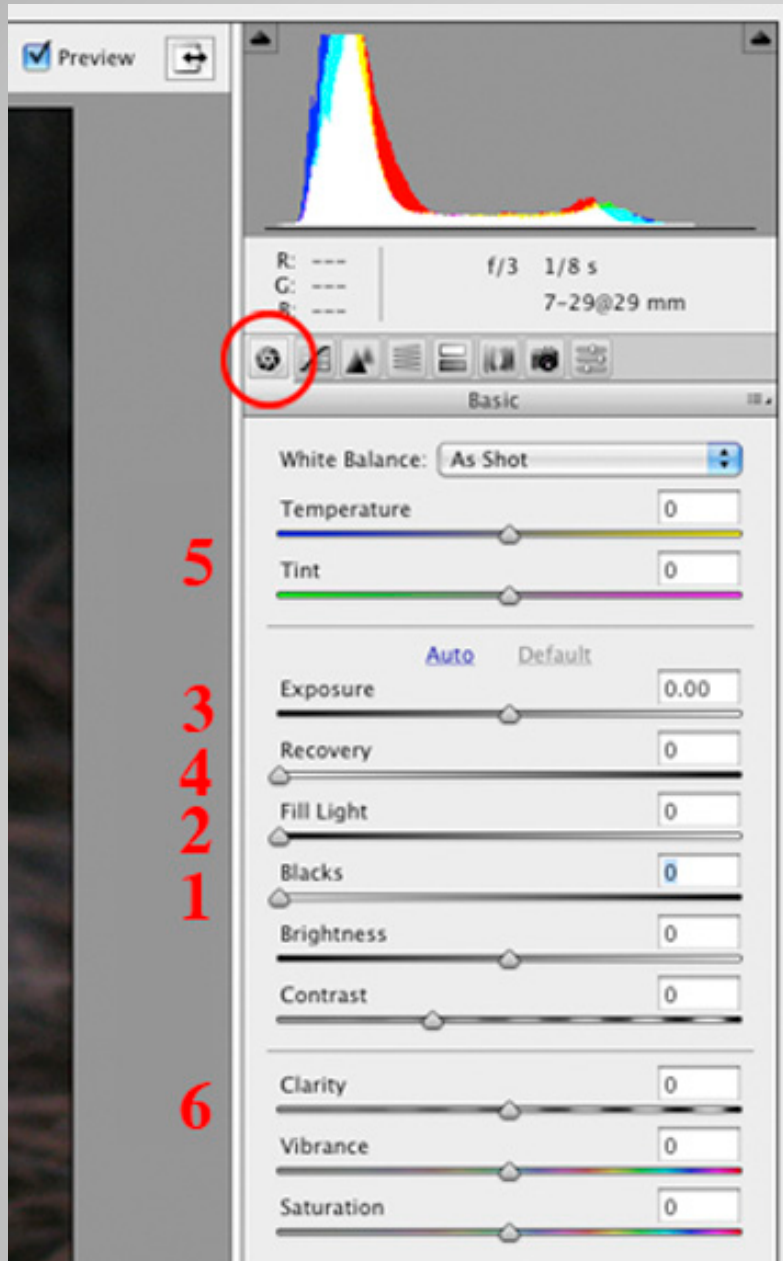 Preview
R: ---
G: ---
B: ---
f/3 1/8 s
7-29@29 mm
Basic
White Balance: As Shot
Temperature 0
5
Tint 0
Auto Default
Exposure 0.00
3
Recovery 0
4
Fill Light 0
2
Blacks 0
1
Brightness 0
Contrast 0
Clarity 0
6
Vibrance 0
Saturation 0